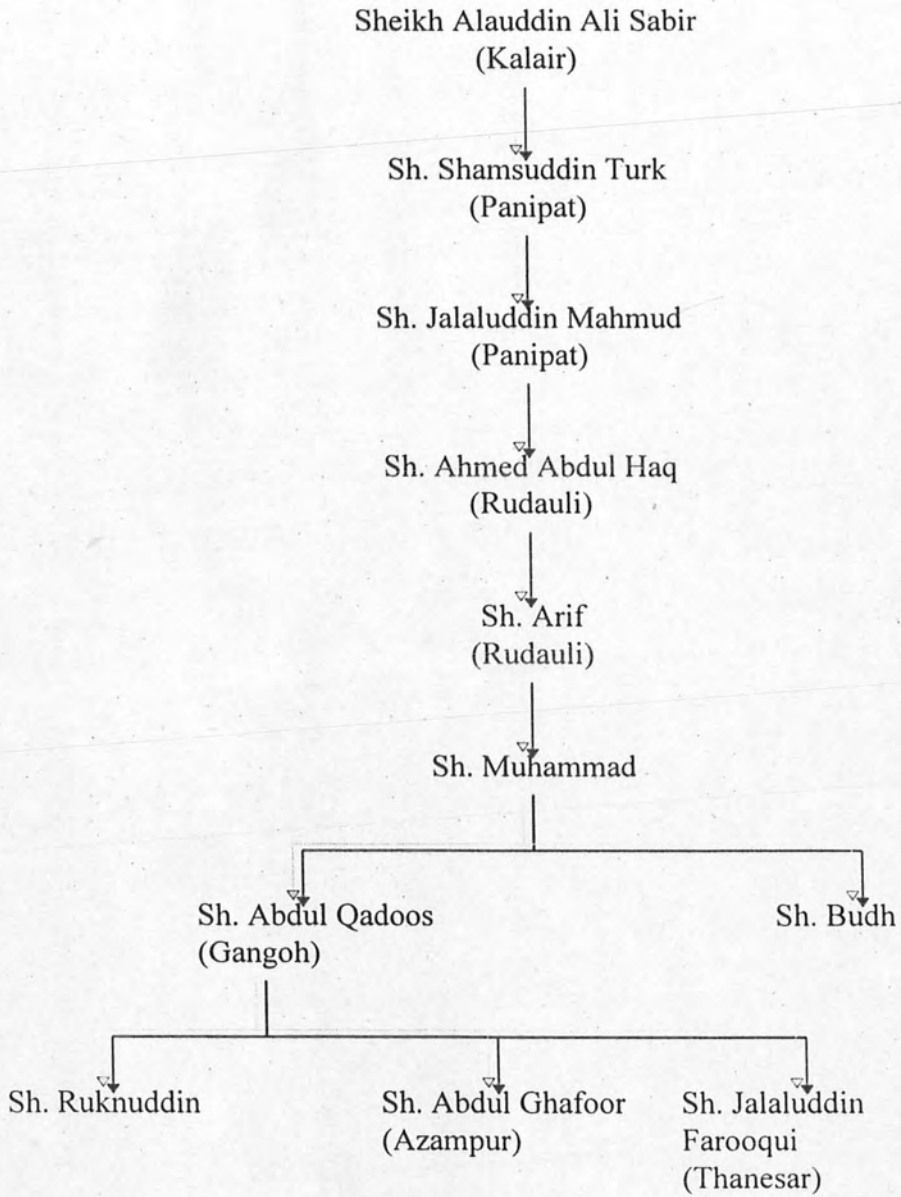 Sheikh Alauddin Ali Sabir
(Kalair)
Sh. Shamsuddin Turk
(Panipat)
Sh. Jalaluddin Mahmud
(Panipat)
Sh. Ahmed Abdul Haq
(Rudauli)
Sh. Arif
(Rudauli)
Sh. Muhammad
Sh. Abdul Qadoos
(Gangoh)
Sh. Budh
Sh. Ruknuddin
Sh. Abdul Ghafoor
(Azampur)
Sh. Jalaluddin
Farooqui
(Thanesar)